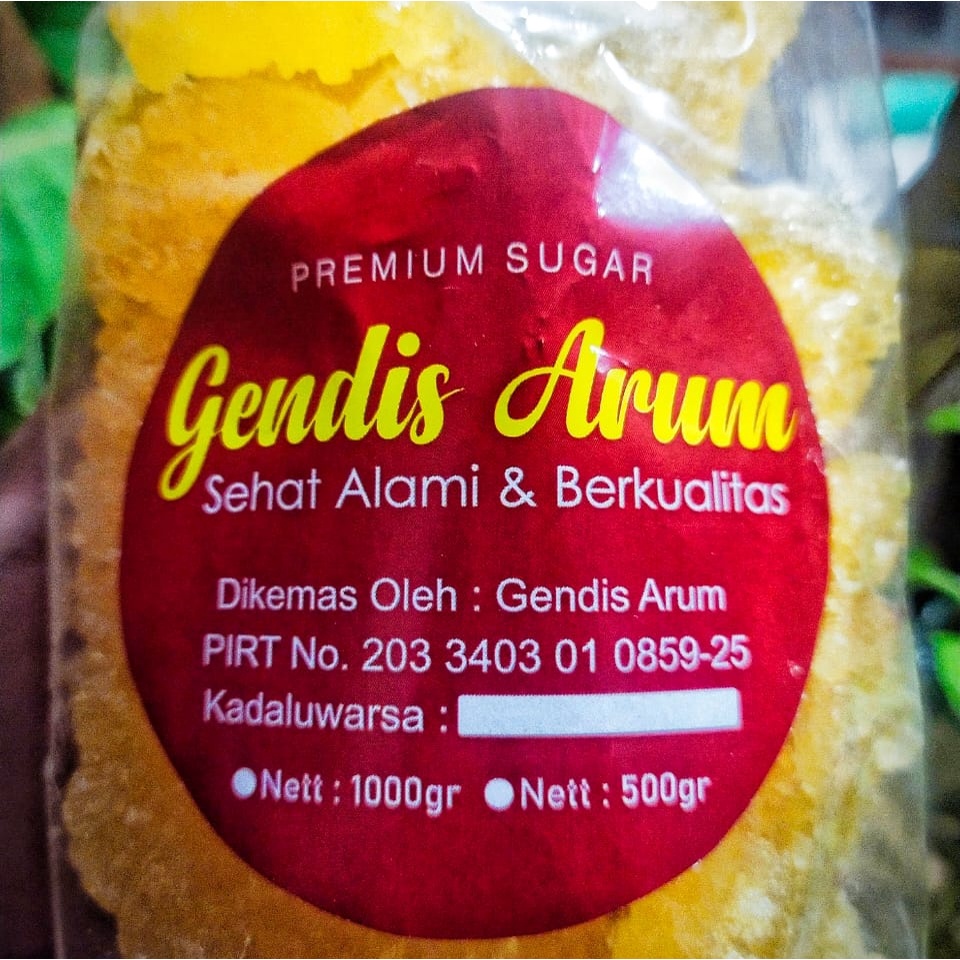 PREMIUM SUGAR
Gendis Arum
Sehat Alami & Berkualitas
Dikemas Oleh : Gendis Arum
PIRT No. 203 3403 01 0859-25
Kadaluwarsa :
Nett : 1000gr Nett : 500gr